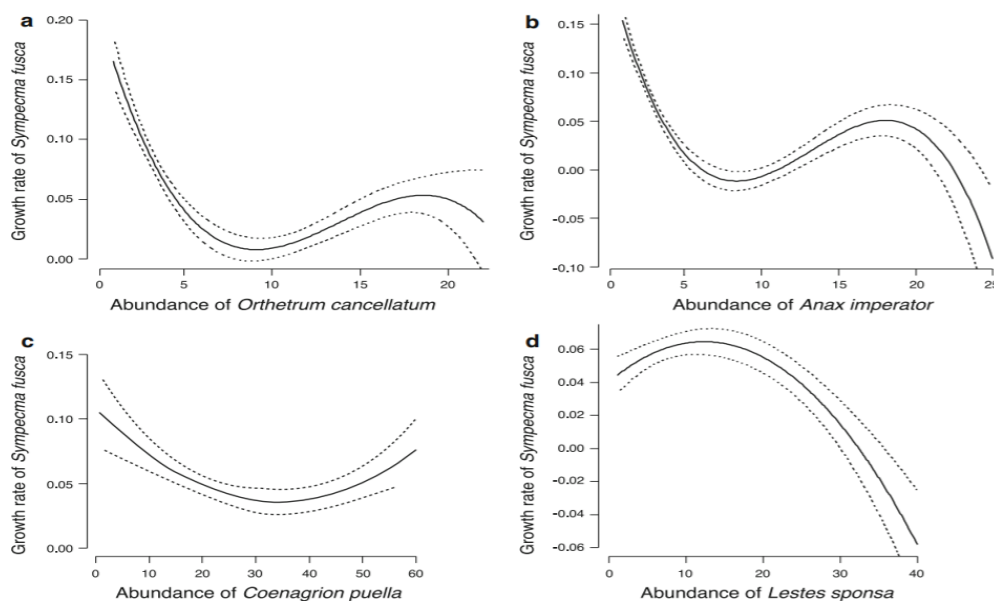 a
0.20
0.15
0.10
0.05
0.00
Growth rate of Sympecma fusca
0 5 10 15 20
Abundance of Orthetrum cancellatum
b
0.15
0.10
0.05
0.00
-0.05
-0.10
Growth rate of Sympecma fusca
0 5 10 15 20 25
Abundance of Anax imperator
c
0.15
0.10
0.05
0.00
Growth rate of Sympecma fusca
0 10 20 30 40 50 60
Abundance of Coenagrion puella
d
0.06
0.04
0.02
0.00
-0.02
-0.04
-0.06
Growth rate of Sympecma fusca
0 10 20 30 40
Abundance of Lestes sponsa